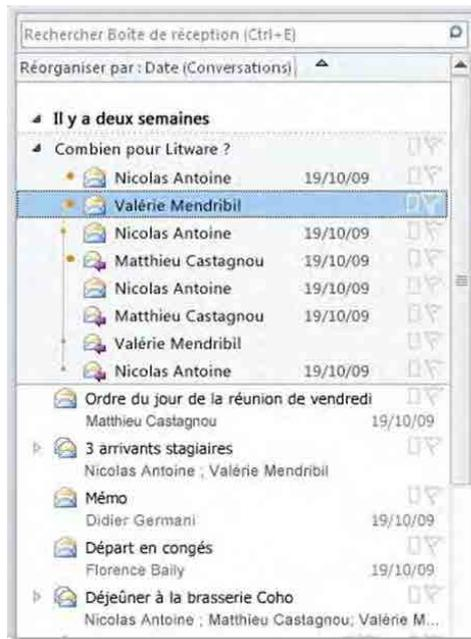 Rechercher Boîte de réception (Ctrl+E)
Réorganiser par : Date (Conversations)
Il y a deux semaines
Combien pour Litware ?
Nicolas Antoine 19/10/09
Valérie Mendribil
Nicolas Antoine 19/10/09
Matthieu Castagnou 19/10/09
Nicolas Antoine 19/10/09
Matthieu Castagnou 19/10/09
Valérie Mendribil
Nicolas Antoine 19/10/09
Ordre du jour de la réunion de vendredi
Matthieu Castagnou 19/10/09
3 arrivants stagiaires
Nicolas Antoine ; Valérie Mendribil
Mémo
Didier Germani 19/10/09
Départ en congés
Florence Baily 19/10/09
Déjeûner à la brasserie Coho
Nicolas Antoine ; Matthieu Castagnou; Valérie M...